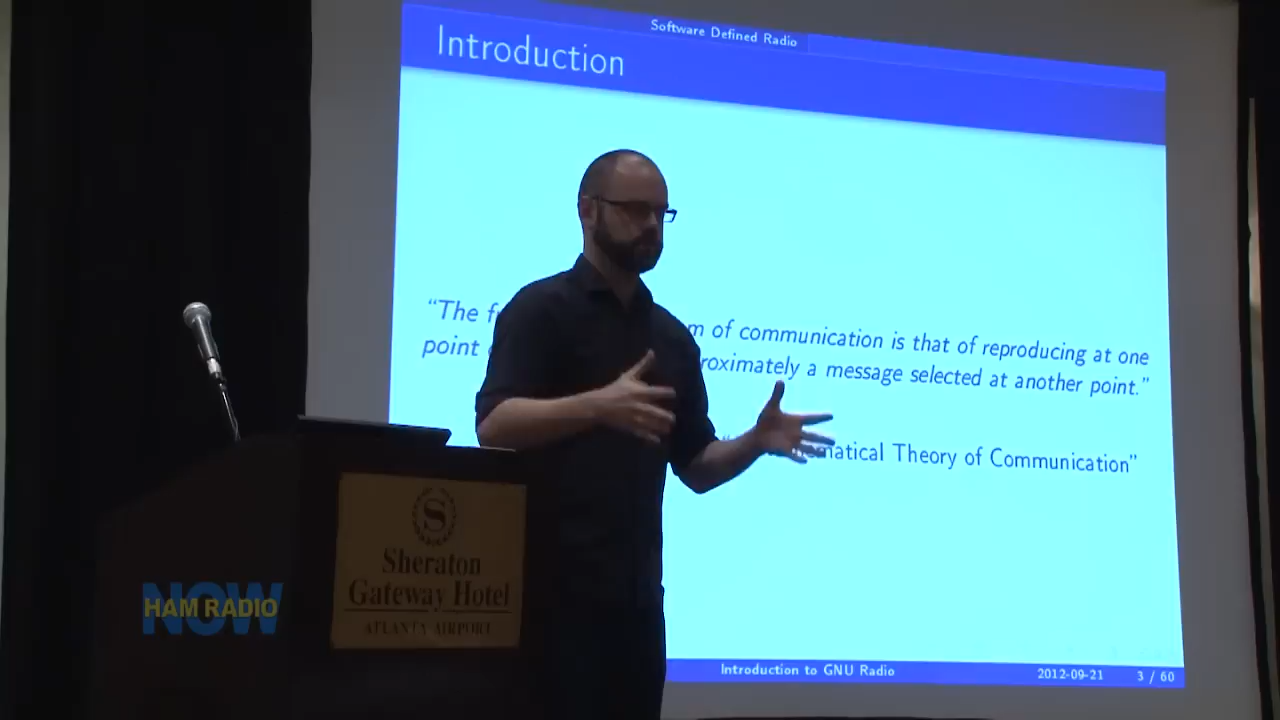 Software Defined Radio
Introduction
“The
of communication is that of reproducing at one
point a message selected at another point.”
Theory of Communication”
S
Sheraton
Gateway Hotel
ATLANTA AIRPORT
NOW
HAM RADIO
Introduction to GNU Radio 2012-09-21 3 / 60